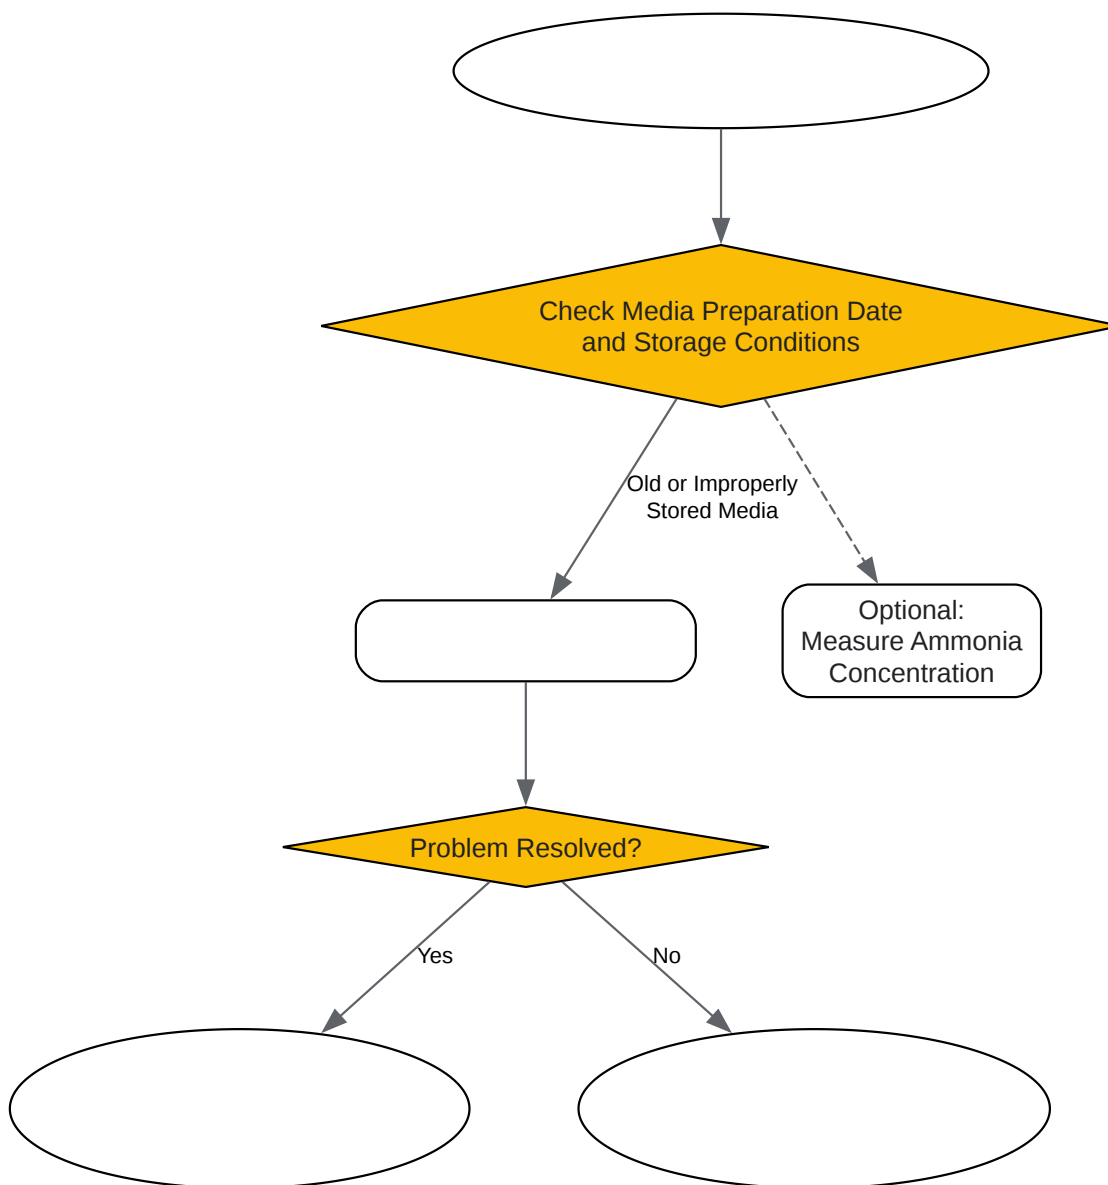 Check Media Preparation Date
and Storage Conditions
Old or Improperly
Stored Media
Optional:
Measure Ammonia
Concentration
Problem Resolved?
Yes
No